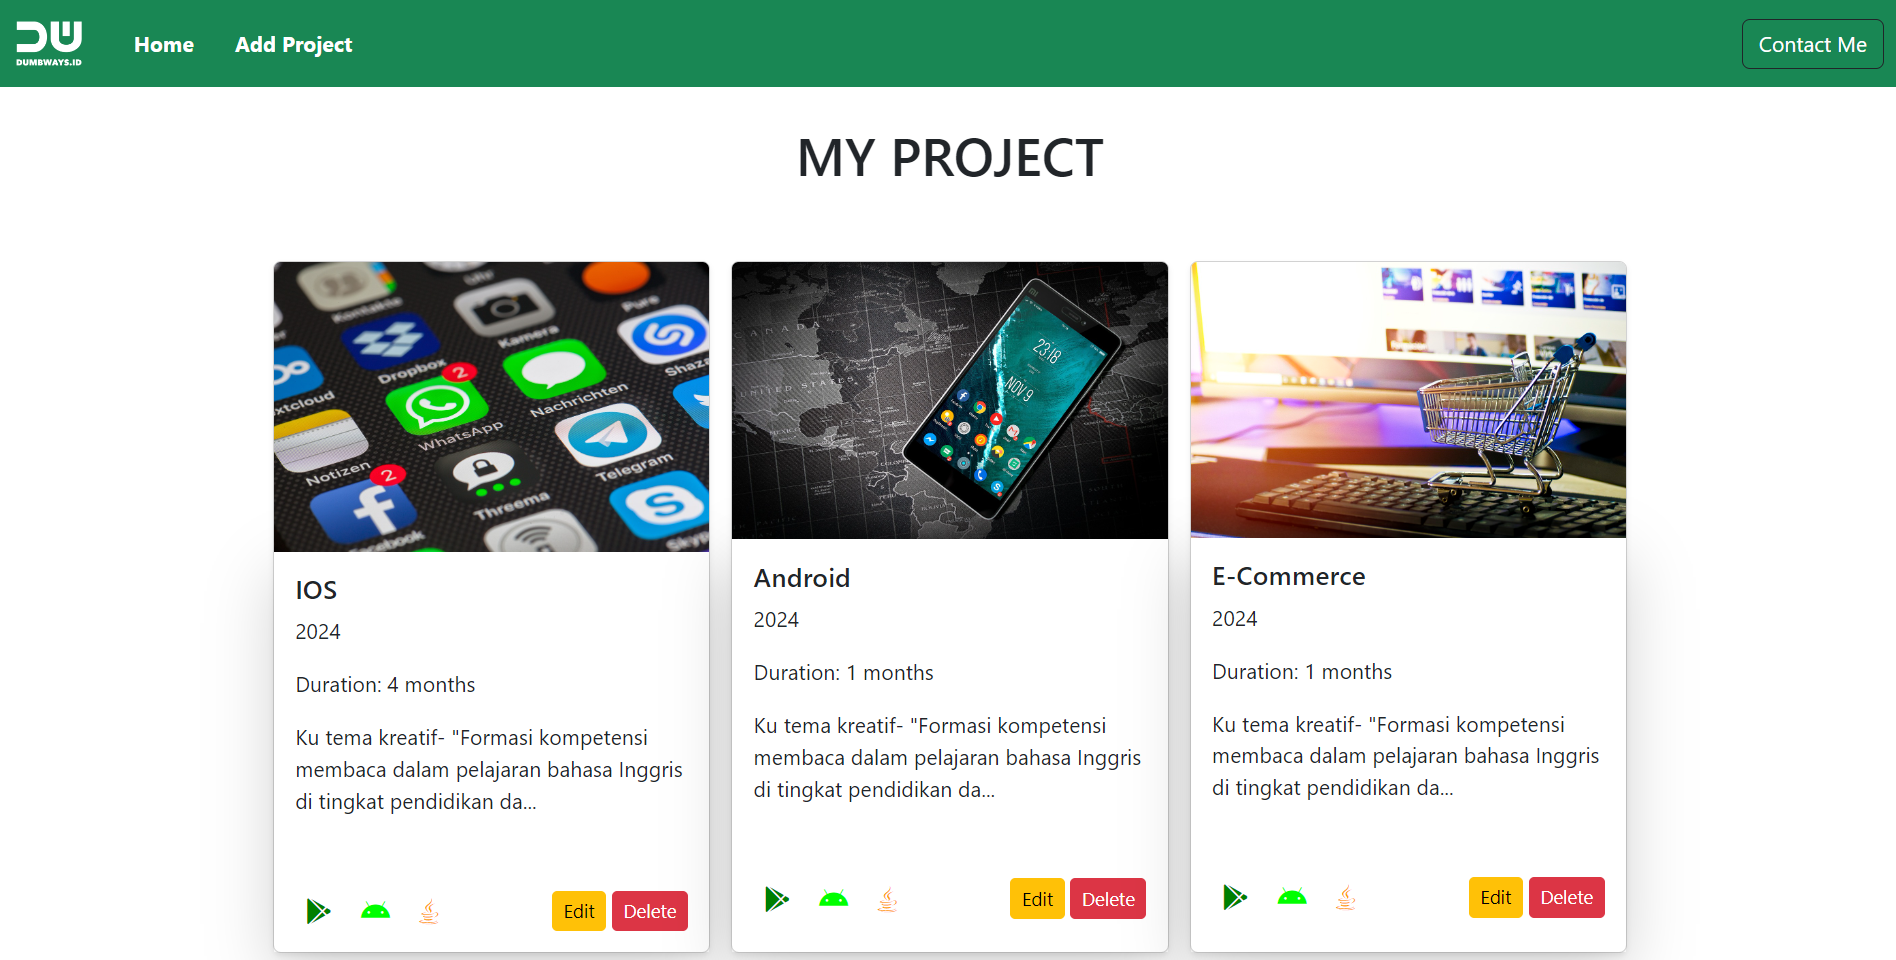 DUMBWAYS.ID
Home
Add Project
Contact Me
MY PROJECT
Kontakte
Kamera
Pure
Dropbox
2
Nachrichten
WhatsApp
Notizen
2
Telegram
Threema
Facebook
IOS
2024
Duration: 4 months
Ku tema kreatif- "Formasi kompetensi
membaca dalam pelajaran bahasa Inggris
di tingkat pendidikan da...
Edit
Delete
CANADA
UNITED STATES
23:18
NOV 9
Android
2024
Duration: 1 months
Ku tema kreatif- "Formasi kompetensi
membaca dalam pelajaran bahasa Inggris
di tingkat pendidikan da...
Edit
Delete
E-Commerce
2024
Duration: 1 months
Ku tema kreatif- "Formasi kompetensi
membaca dalam pelajaran bahasa Inggris
di tingkat pendidikan da...
Edit
Delete